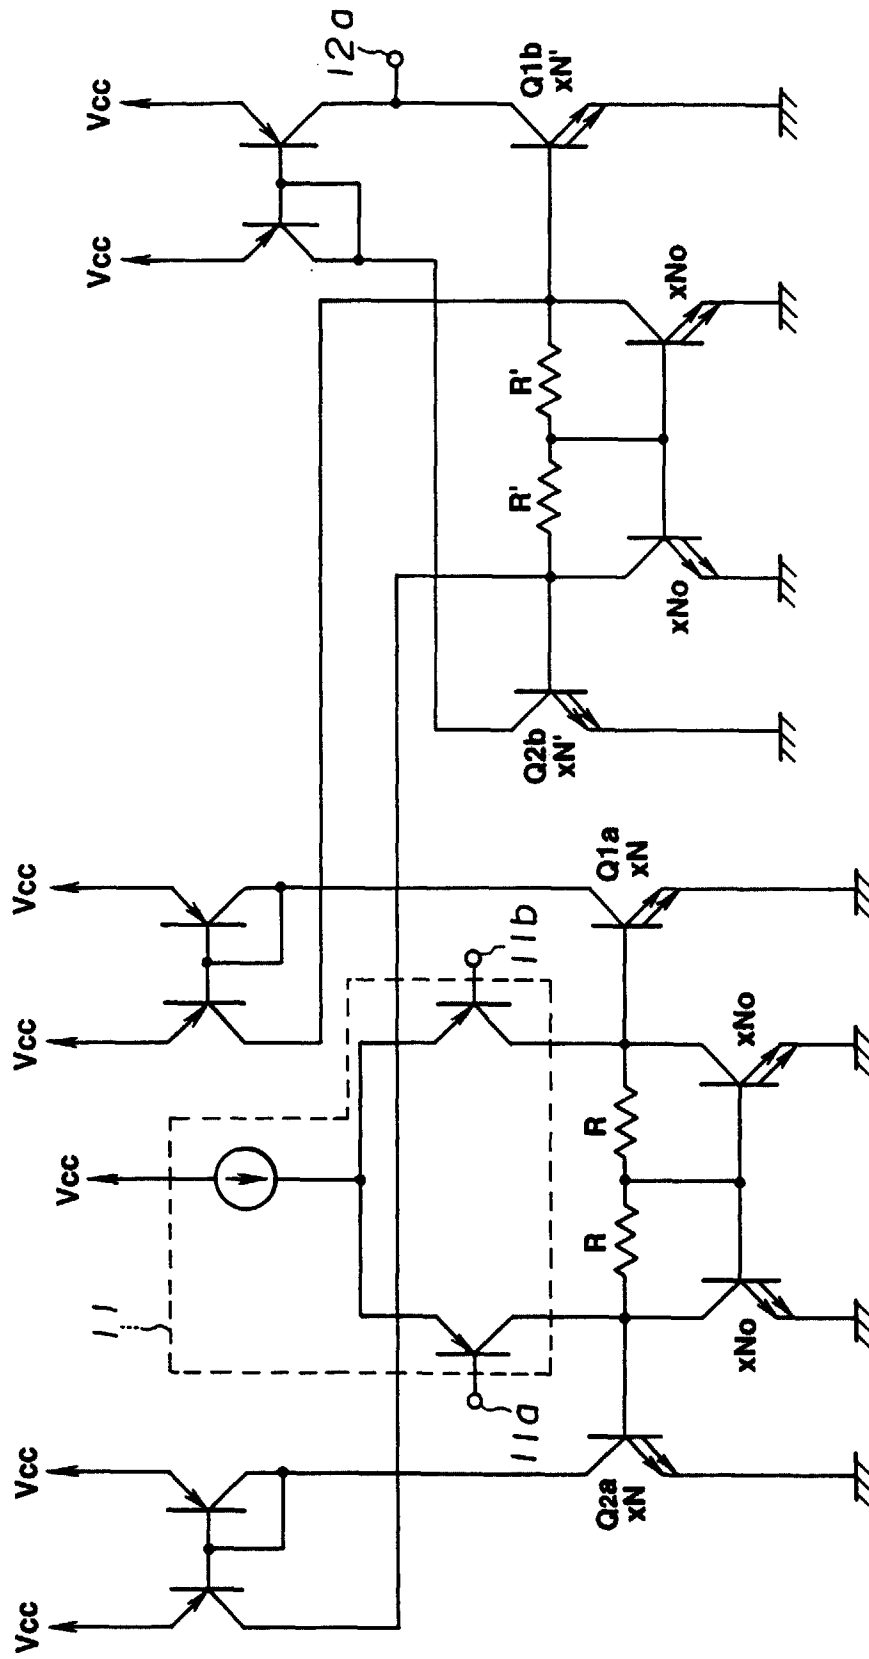 Vcc
Vcc
12a
Q1b
xN'
Vcc
Vcc
R'
R'
xNo
xNo
Q2b
xN'
Vcc
11
11b
Q1a
xN
11a
R
R
xNo
xNo
Vcc
Vcc
Q2a
xN